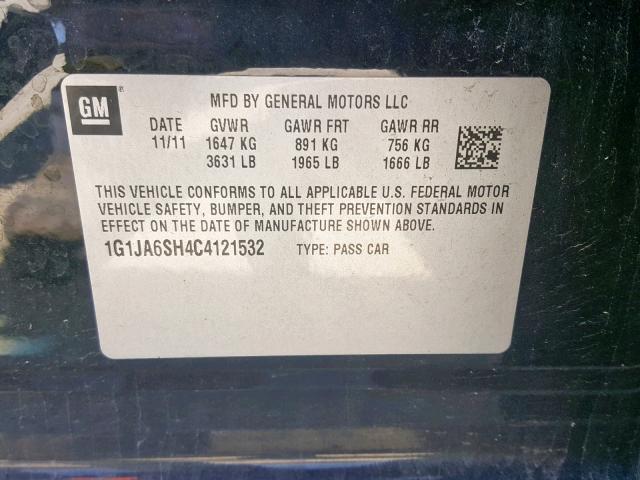 GM
MFD BY GENERAL MOTORS LLC
DATE GVWR GAWR FRT GAWR RR
11/11 1647 KG 891 KG 756 KG
3631 LB 1965 LB 1666 LB
THIS VEHICLE CONFORMS TO ALL APPLICABLE U.S. FEDERAL MOTOR
VEHICLE SAFETY, BUMPER, AND THEFT PREVENTION STANDARDS IN
EFFECT ON THE DATE OF MANUFACTURE SHOWN ABOVE.
1G1JA6SH4C4121532 TYPE: PASS CAR